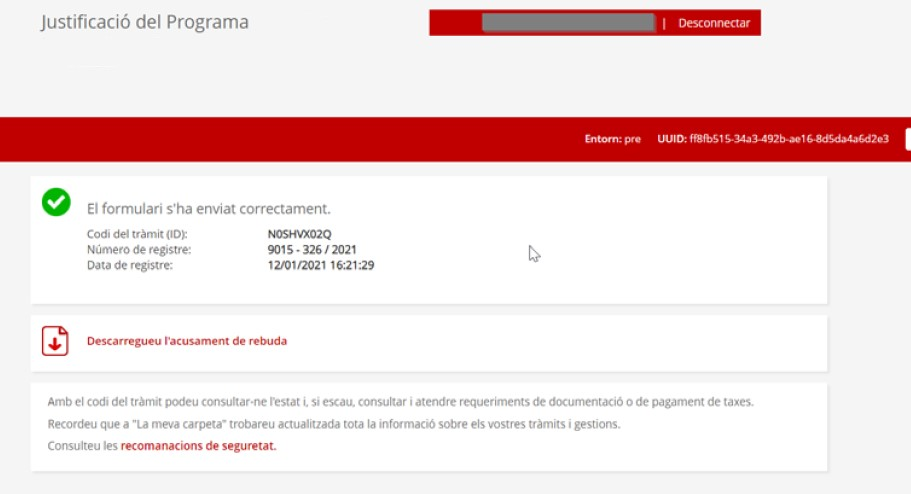 Justificació del Programa
| Desconnectar
Entorn: pre UUID: ff8fb515-34a3-492b-ae16-8d5da4a6d2e3
El formulari s'ha enviat correctament.
Codi del tràmit (ID): N0SHVX02Q
Número de registre: 9015 - 326 / 2021
Data de registre: 12/01/2021 16:21:29
Descarregueu l'acusament de rebuda
Amb el codi del tràmit podeu consultar-ne l'estat i, si escau, consultar i atendre requeriments de documentació o de pagament de taxes.
Recordeu que a "La meva carpeta" trobareu actualitzada tota la informació sobre els vostres tràmits i gestions.
Consulteu les recomanacions de seguretat.